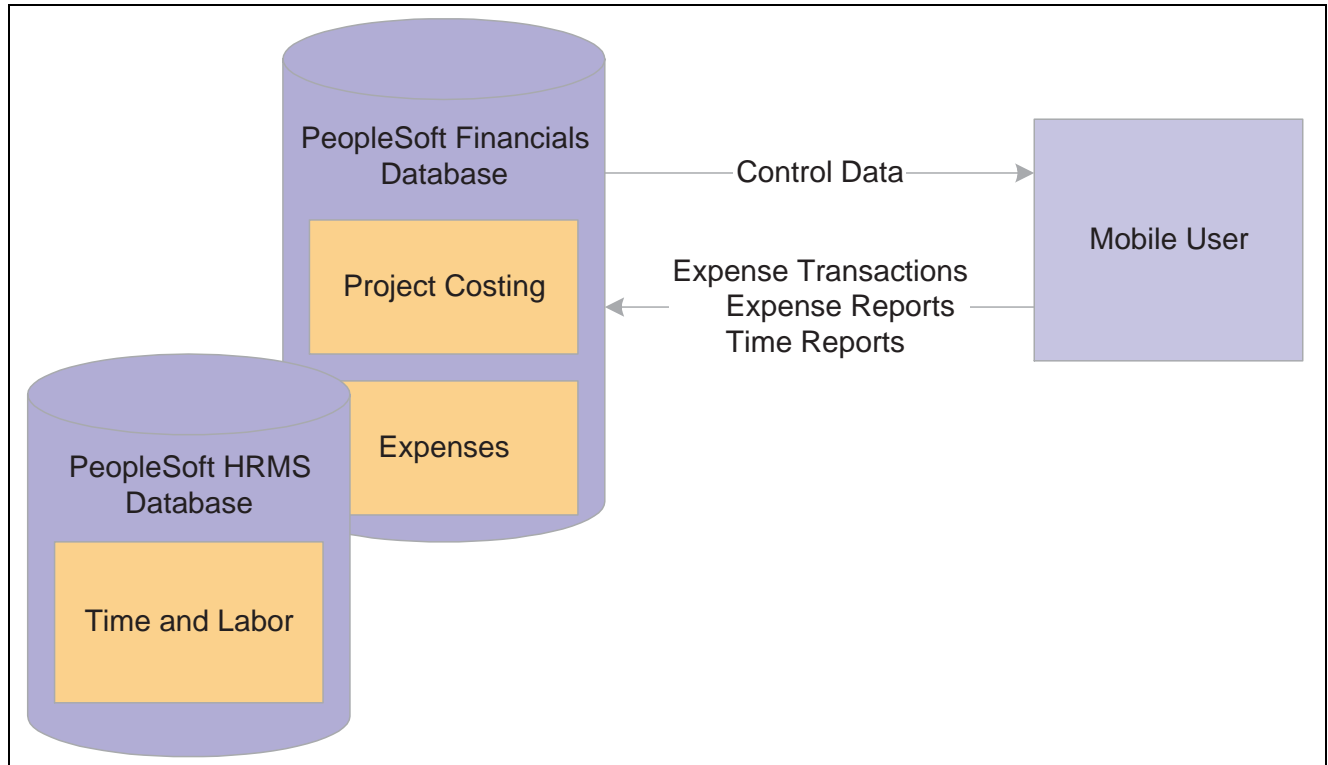 PeopleSoft Financials
Database
Project Costing
Expenses
PeopleSoft HRMS
Database
Time and Labor
Control Data
Expense Transactions
Expense Reports
Time Reports
Mobile User